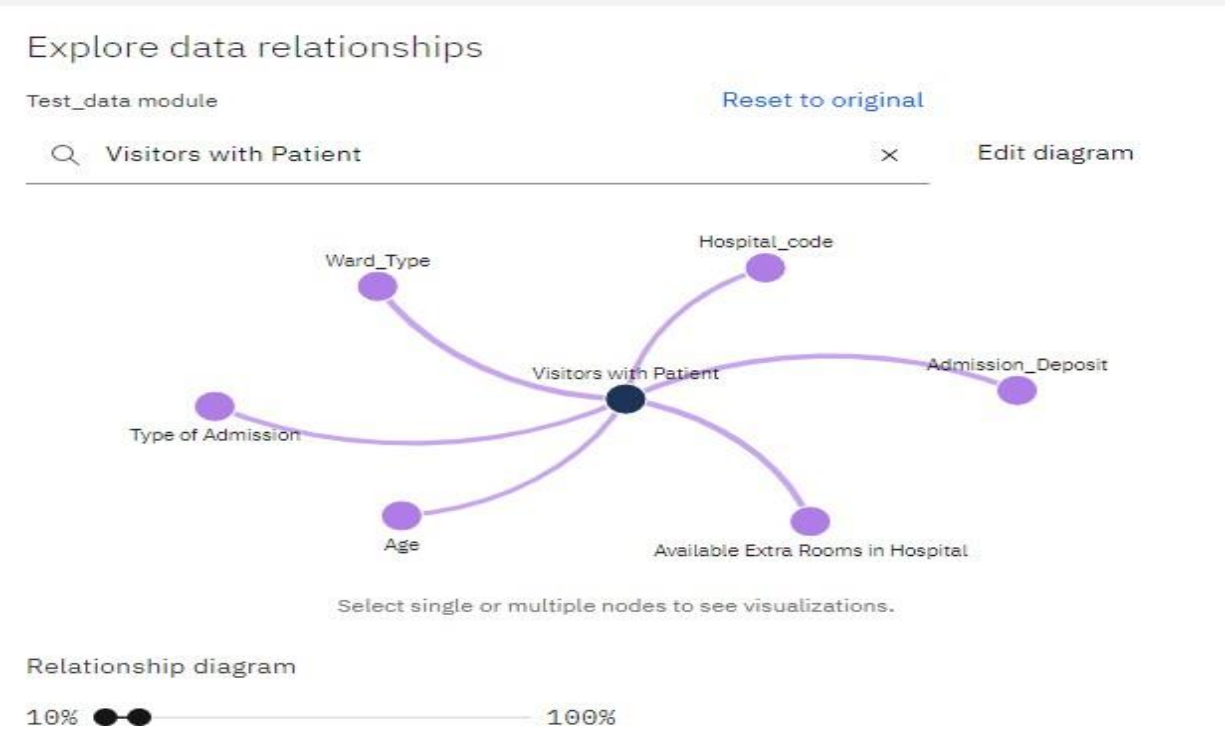 Explore data relationships
Test_data module
Reset to original
Visitors with Patient
Edit diagram
Hospital_code
Ward_Type
Admission_Deposit
Visitors with Patient
Type of Admission
Age
Available Extra Rooms in Hospital
Select single or multiple nodes to see visualizations.
Relationship diagram
10% 100%